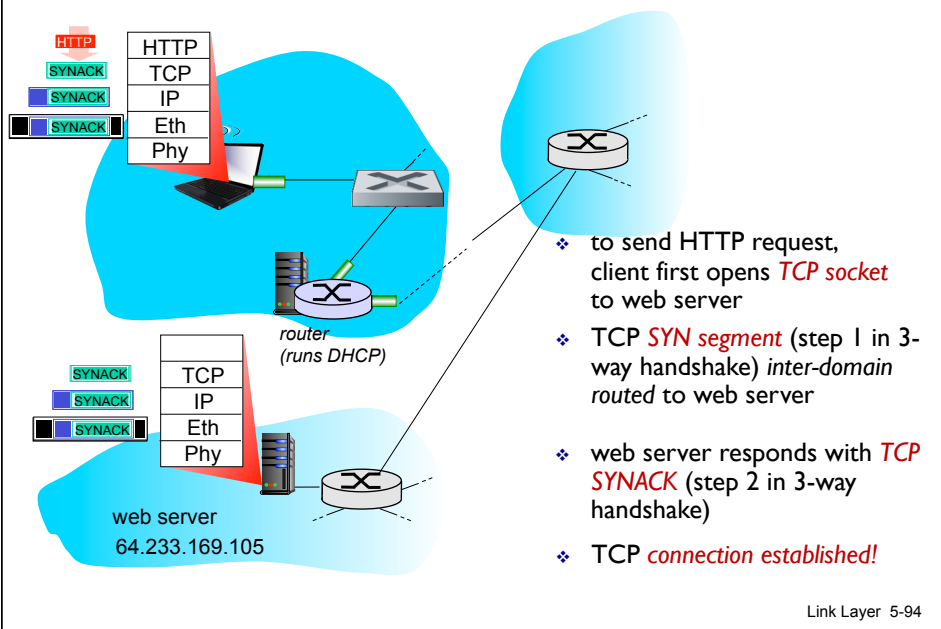 HTTP
SYNACK
SYNACK
SYNACK
HTTP
TCP
IP
Eth
Phy
router
(runs DHCP)
SYNACK
SYNACK
SYNACK
TCP
IP
Eth
Phy
web server
64.233.169.105
to send HTTP request,
client first opens TCP socket
to web server
TCP SYN segment (step 1 in 3-
way handshake) inter-domain
routed to web server
web server responds with TCP
SYNACK (step 2 in 3-way
handshake)
TCP connection established!
Link Layer 5-94